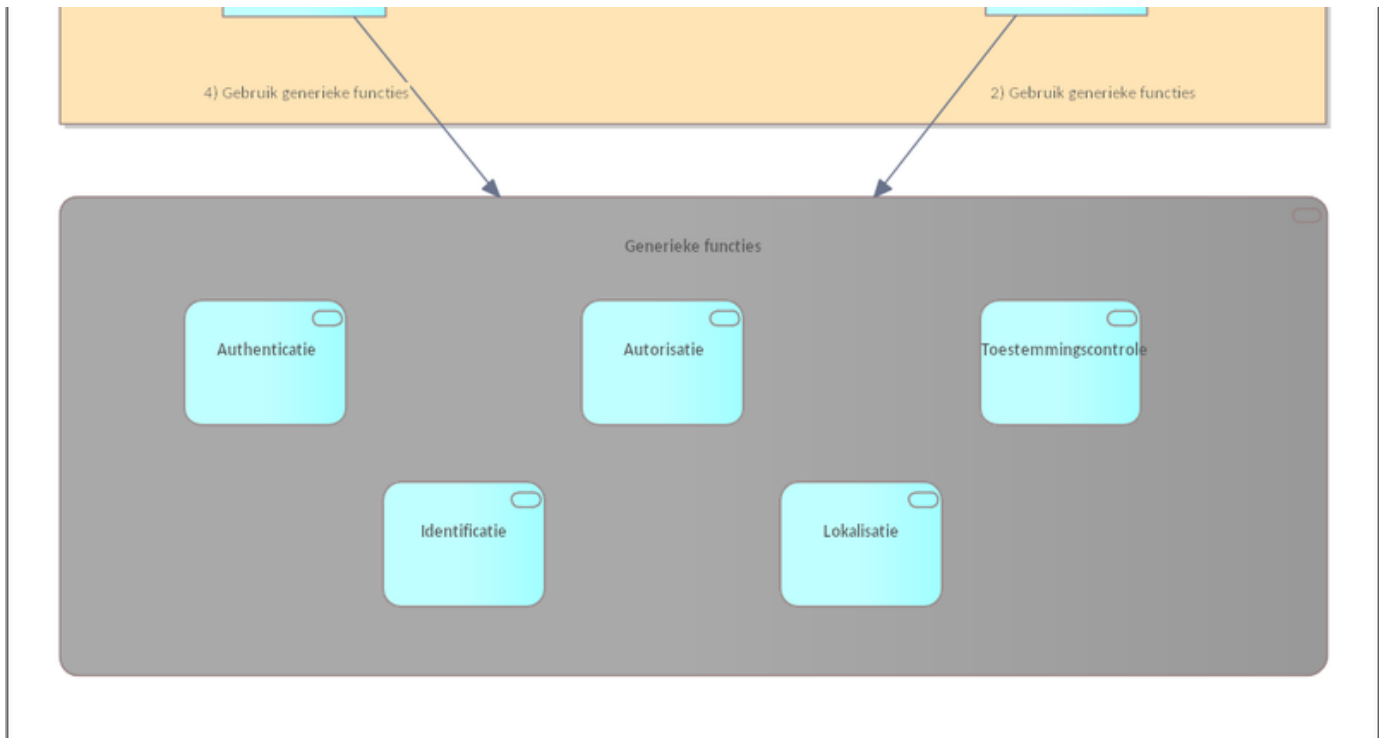 4) Gebruik generieke functies
2) Gebruik generieke functies
Generieke functies
Authenticatie
Autorisatie
Toestemmingscontrole
Identificatie
Lokalisatie